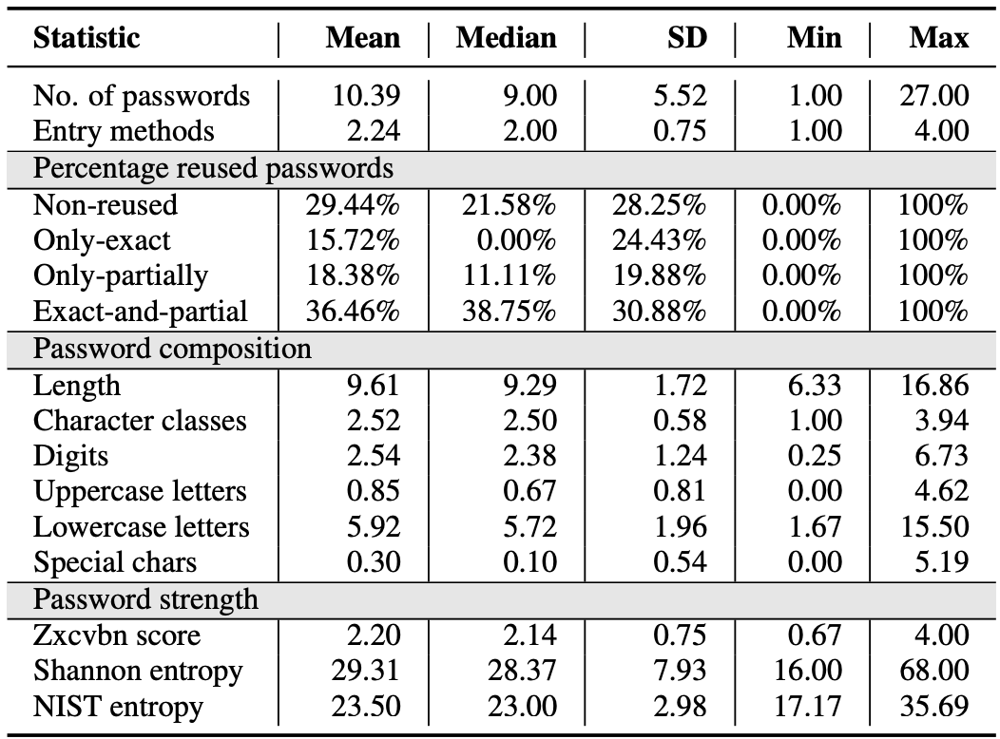 Statistic Mean Median SD Min Max
No. of passwords 10.39 9.00 5.52 1.00 27.00
Entry methods 2.24 2.00 0.75 1.00 4.00
Percentage reused passwords
Non-reused 29.44% 21.58% 28.25% 0.00% 100%
Only-exact 15.72% 0.00% 24.43% 0.00% 100%
Only-partially 18.38% 11.11% 19.88% 0.00% 100%
Exact-and-partial 36.46% 38.75% 30.88% 0.00% 100%
Password composition
Length 9.61 9.29 1.72 6.33 16.86
Character classes 2.52 2.50 0.58 1.00 3.94
Digits 2.54 2.38 1.24 0.25 6.73
Uppercase letters 0.85 0.67 0.81 0.00 4.62
Lowercase letters 5.92 5.72 1.96 1.67 15.50
Special chars 0.30 0.10 0.54 0.00 5.19
Password strength
Zxcvbn score 2.20 2.14 0.75 0.67 4.00
Shannon entropy 29.31 28.37 7.93 16.00 68.00
NIST entropy 23.50 23.00 2.98 17.17 35.69